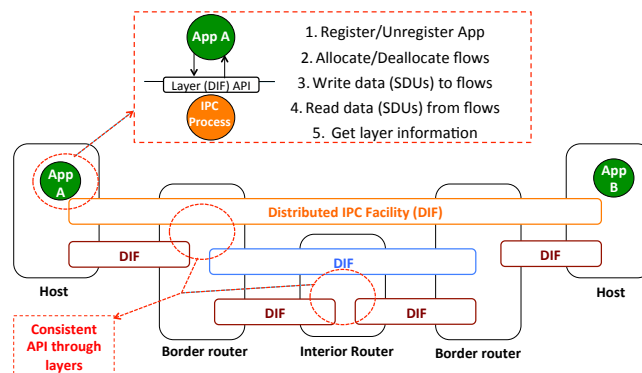 App A
Layer (DIF) API
IPC
Process
1. Register/Unregister App
2. Allocate/Deallocate flows
3. Write data (SDUs) to flows
4. Read data (SDUs) from flows
5. Get layer information
App
A
App
B
Distributed IPC Facility (DIF)
DIF
DIF
DIF
Host
Host
DIF
DIF
Consistent
API through
layers
Border router
Interior Router
Border router